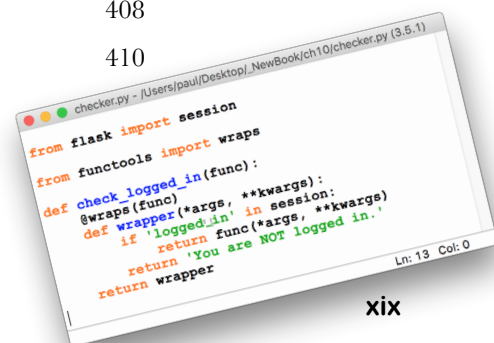 408
410
checker.py - /Users/paul/Desktop/_NewBook/ch10/checker.py (3.5.1)
from flask import session
from functools import wraps
def check_logged_in(func):
    @wraps(func)
    def wrapper(*args, **kwargs):
        if 'logged_in' in session:
            return func(*args, **kwargs)
        return 'You are NOT logged in.'
    return wrapper
Ln: 13 Col: 0
xix